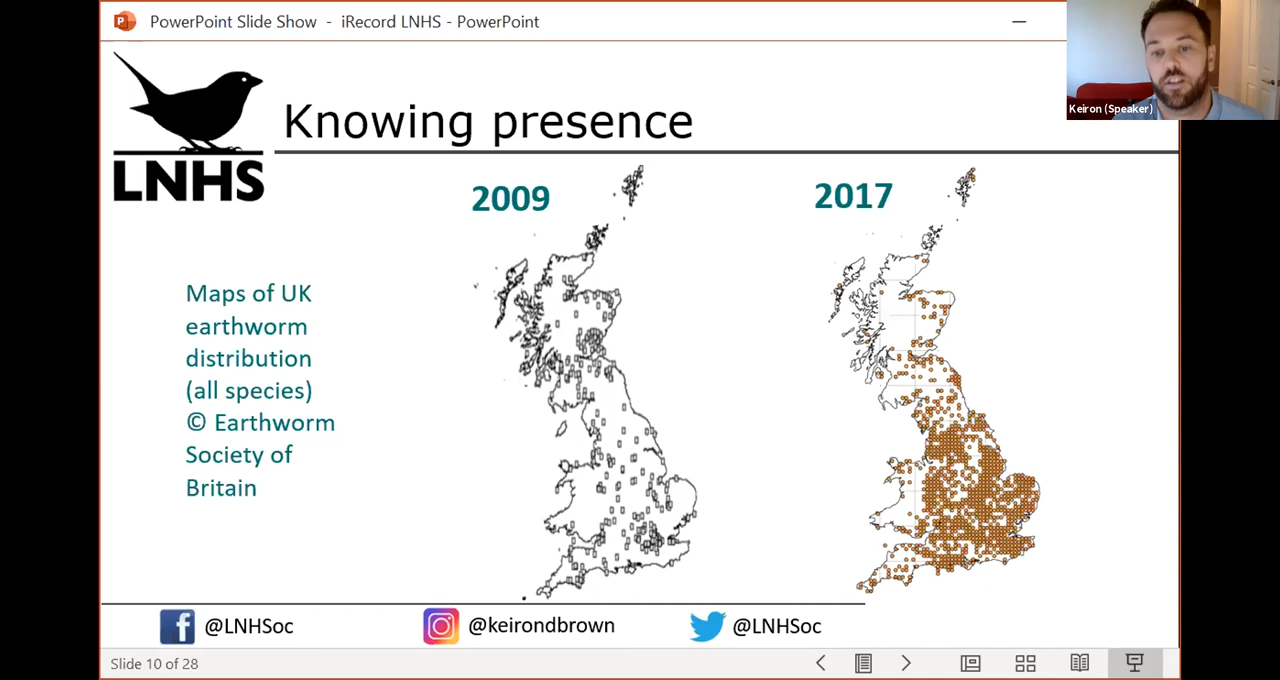 PowerPoint Slide Show - iRecord LNHS - PowerPoint
Keiron (Speaker)
LNHS
Knowing presence
2009
2017
Maps of UK
earthworm
distribution
(all species)
© Earthworm
Society of
Britain
@LNHSoc
@keirondbrown
@LNHSoc
Slide 10 of 28